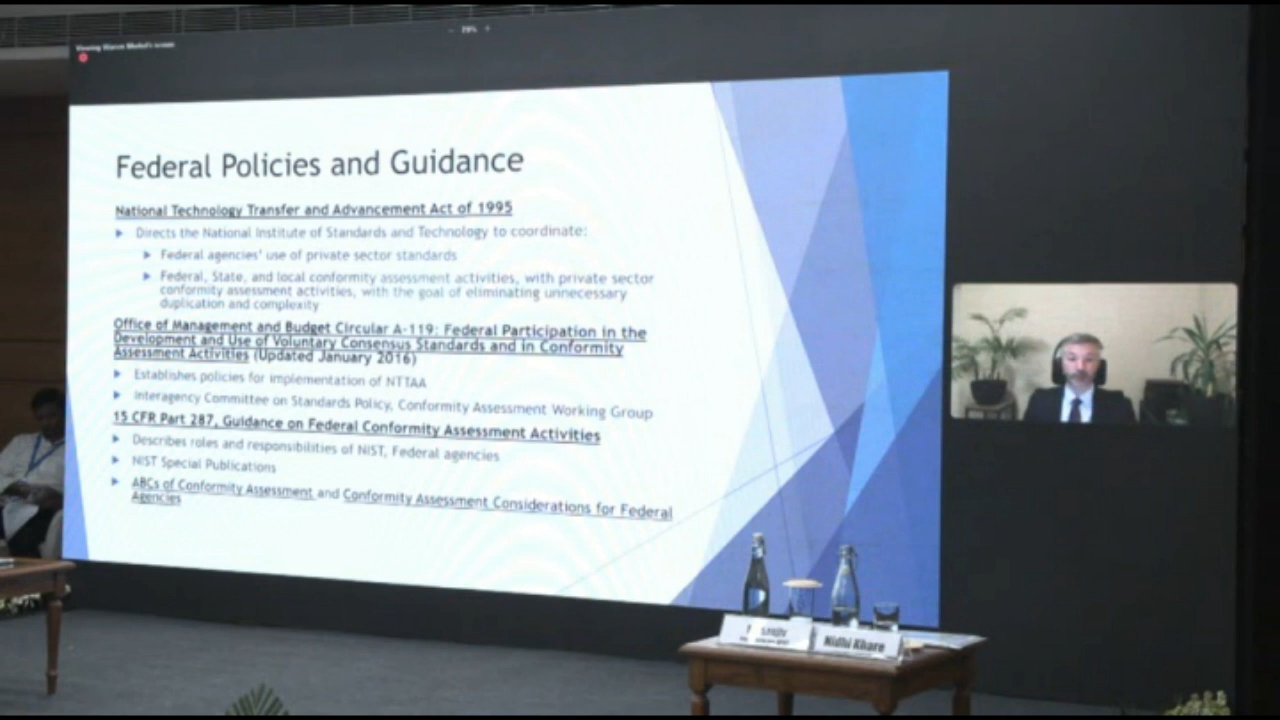 Viewing
Federal Policies and Guidance
National Technology Transfer and Advancement Act of 1995
Directs the National Institute of Standards and Technology to coordinate:
Federal agencies' use of private sector standards
Federal, State, and local conformity assessment activities, with private sector
conformity assessment activities, with the goal of eliminating unnecessary
duplication and complexity
Office of Management and Budget Circular A-119: Federal Participation in the
Development and Use of Voluntary Consensus Standards and in Conformity
Assessment Activities (Updated January 2016)
Establishes policies for implementation of NTTAA
Interagency Committee on Standards Policy, Conformity Assessment Working Group
15 CFR Part 287, Guidance on Federal Conformity Assessment Activities
Describes roles and responsibilities of NIST, Federal agencies
NIST Special Publications
ABCs of Conformity Assessment and Conformity Assessment Considerations for Federal
Agencies
Nidhi Khare